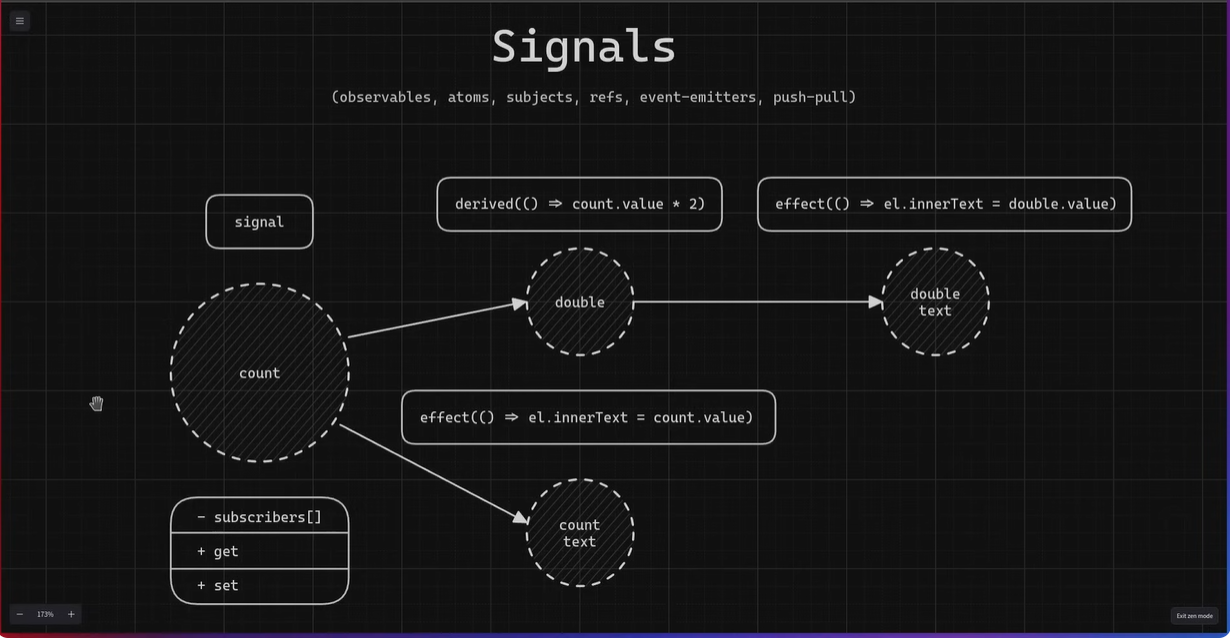 Signals
(observables, atoms, subjects, refs, event-emitters, push-pull)
signal
derived(() => count.value * 2)
effect(() => el.innerText = double.value)
double
double
text
count
effect(() => el.innerText = count.value)
count
text
- subscribers[]
+ get
+ set
173%
Exit zen mode